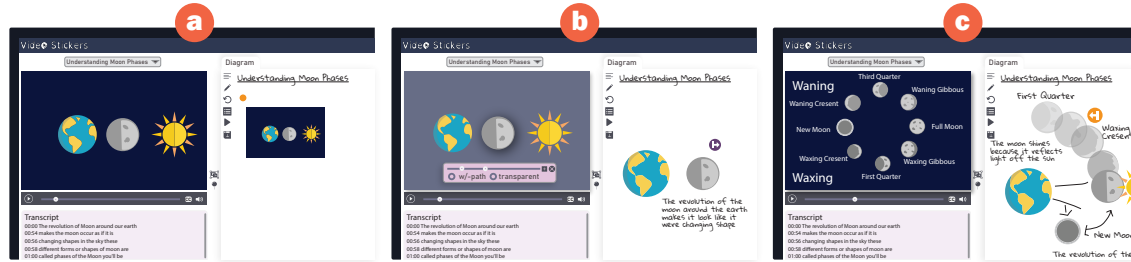 a
Video Stickers
Understanding Moon Phases
Diagram
Understanding Moon Phases
Transcript
00:00 The revolution of Moon around our earth
00:54 makes the moon occur as if it is
00:56 changing shapes in the sky these
00:58 different forms or shapes of moon are
01:00 called phases of the Moon you'll be
b
Video Stickers
Understanding Moon Phases
w/-path
transparent
Diagram
Understanding Moon Phases
The revolution of the
moon around the earth
makes it look like it
were changing shape
Transcript
00:00 The revolution of Moon around our earth
00:54 makes the moon occur as if it is
00:56 changing shapes in the sky these
00:58 different forms or shapes of moon are
01:00 called phases of the Moon you'll be
c
Video Stickers
Understanding Moon Phases
Third Quarter
Waning
Waning Gibbous
Waning Cresent
New Moon
Full Moon
Waxing Cresent
Waxing Gibbous
Waxing
First Quarter
Diagram
Understanding Moon Phases
First Quarter
Waxing
Cresent
The moon shines
because it reflects
light off the sun
New Moon
The revolution of the
Transcript
00:00 The revolution of Moon around our earth
00:54 makes the moon occur as if it is
00:56 changing shapes in the sky these
00:58 different forms or shapes of moon are
01:00 called phases of the Moon you'll be